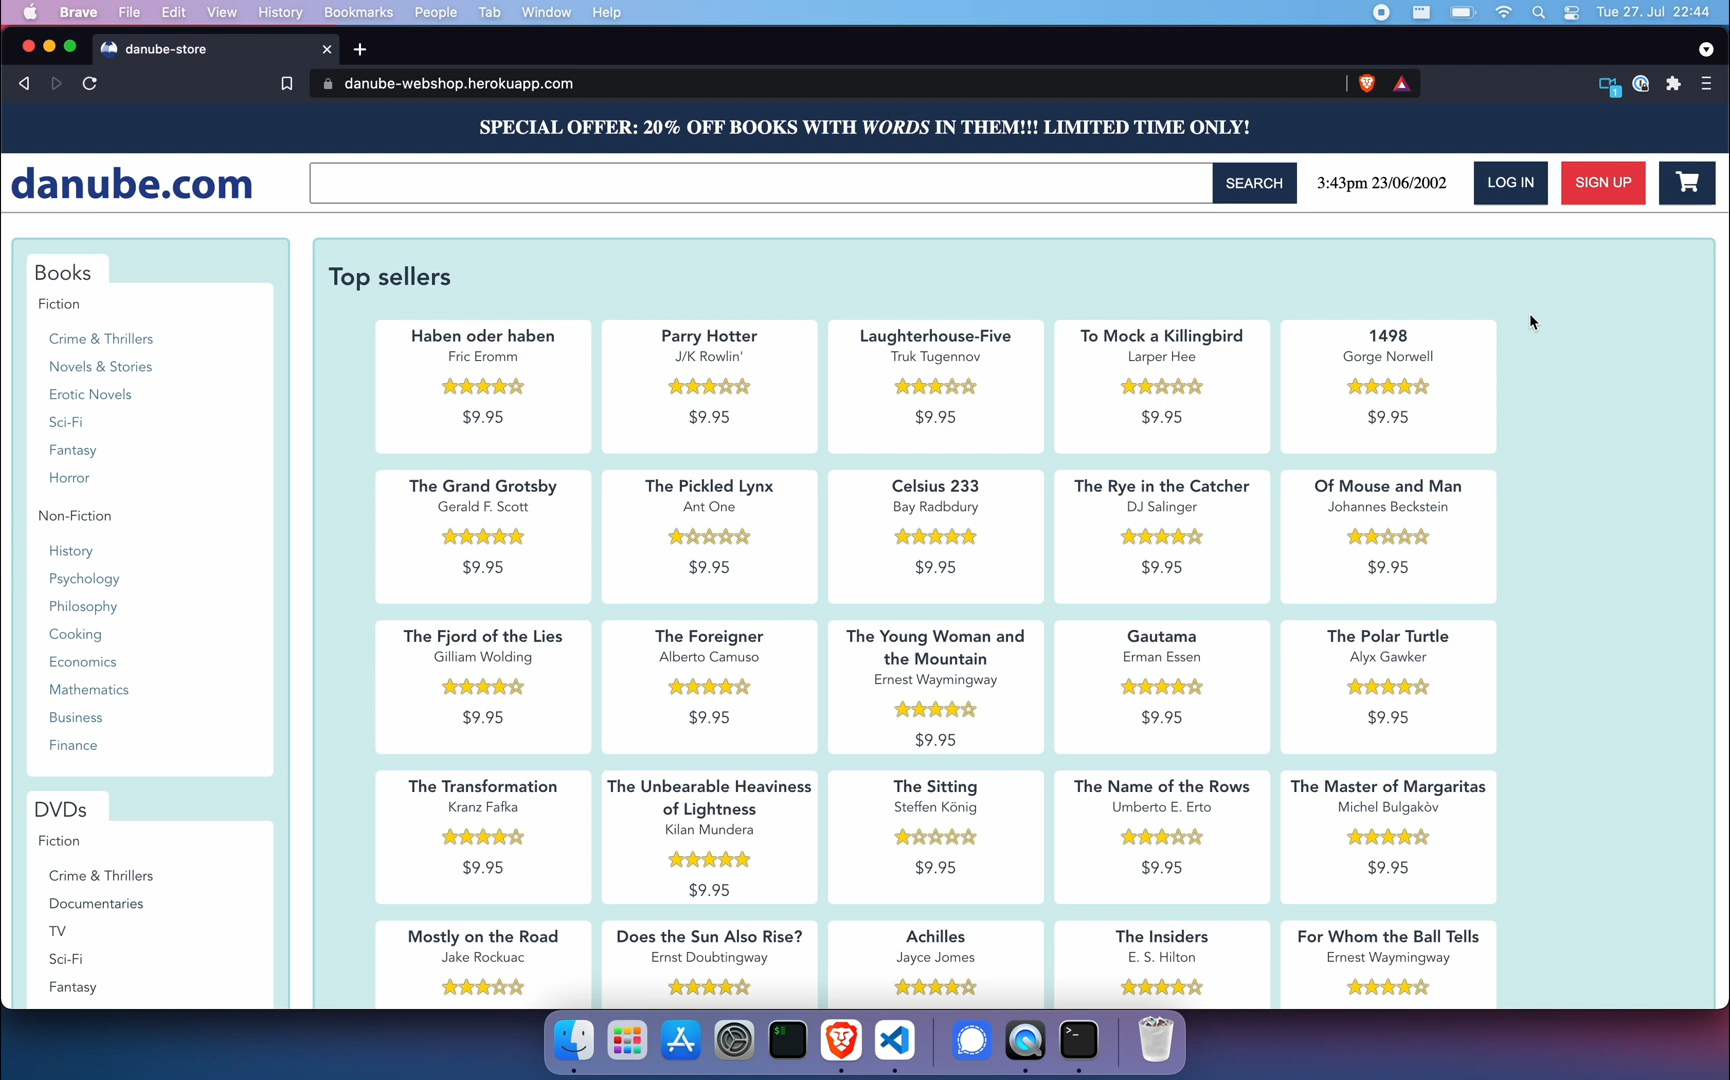 Brave File Edit View History Bookmarks People Tab Window Help Tue 27. Jul 22:44
danube-store
danube-webshop.herokuapp.com
1
SPECIAL OFFER: 20% OFF BOOKS WITH WORDS IN THEM!!! LIMITED TIME ONLY!
danube.com SEARCH 3:43pm 23/06/2002 LOG IN SIGN UP
Books
Fiction
Crime & Thrillers
Novels & Stories
Erotic Novels
Sci-Fi
Fantasy
Horror
Non-Fiction
History
Psychology
Philosophy
Cooking
Economics
Mathematics
Business
Finance
DVDs
Fiction
Crime & Thrillers
Documentaries
TV
Sci-Fi
Fantasy
Top sellers
Haben oder haben
Fric Eromm
$9.95
Parry Hotter
J/K Rowlin'
$9.95
Laughterhouse-Five
Truk Tugennov
$9.95
To Mock a Killingbird
Larper Hee
$9.95
1498
Gorge Norwell
$9.95
The Grand Grotsby
Gerald F. Scott
$9.95
The Pickled Lynx
Ant One
$9.95
Celsius 233
Bay Radbdury
$9.95
The Rye in the Catcher
DJ Salinger
$9.95
Of Mouse and Man
Johannes Beckstein
$9.95
The Fjord of the Lies
Gilliam Wolding
$9.95
The Foreigner
Alberto Camuso
$9.95
The Young Woman and
the Mountain
Ernest Waymingway
$9.95
Gautama
Erman Essen
$9.95
The Polar Turtle
Alyx Gawker
$9.95
The Transformation
Kranz Fafka
$9.95
The Unbearable Heaviness
of Lightness
Kilan Mundera
$9.95
The Sitting
Steffen König
$9.95
The Name of the Rows
Umberto E. Erto
$9.95
The Master of Margaritas
Michel Bulgakòv
$9.95
Mostly on the Road
Jake Rockuac
Does the Sun Also Rise?
Ernst Doubtingway
Achilles
Jayce Jomes
The Insiders
E. S. Hilton
For Whom the Ball Tells
Ernest Waymingway